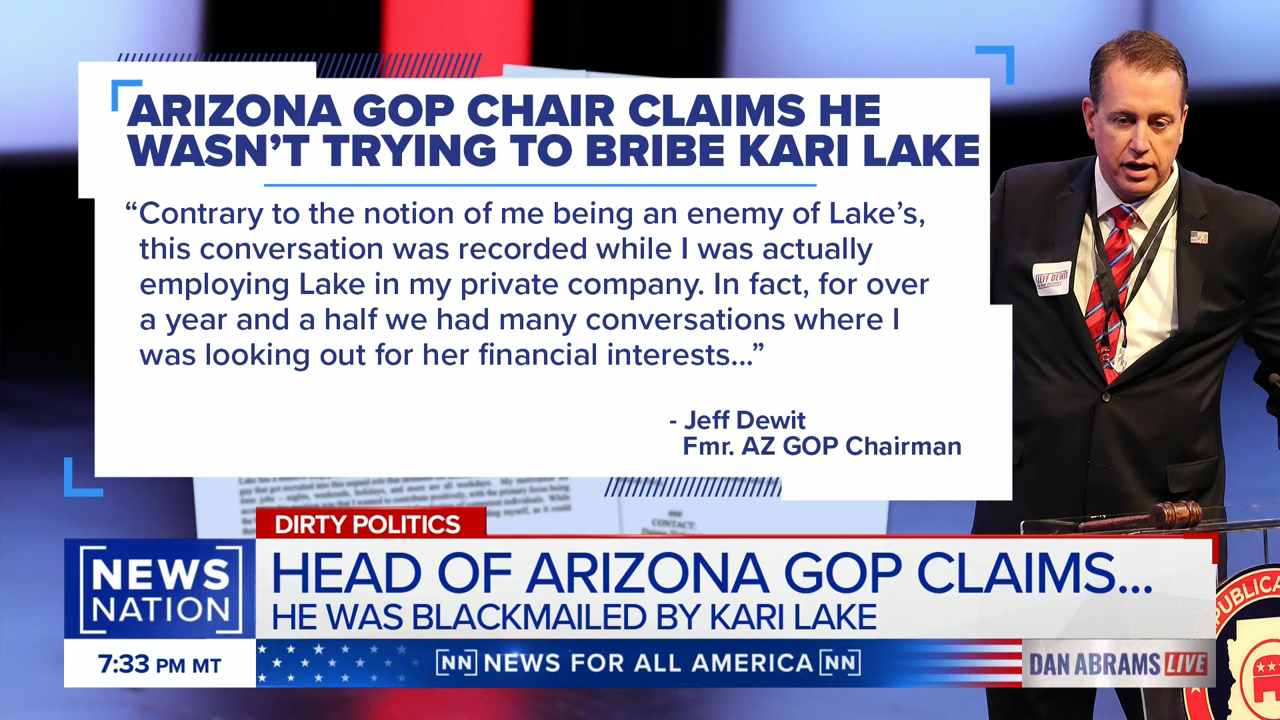 ARIZONA GOP CHAIR CLAIMS HE
WASN’T TRYING TO BRIBE KARI LAKE
“Contrary to the notion of me being an enemy of Lake’s,
this conversation was recorded while I was actually
employing Lake in my private company. In fact, for over
a year and a half we had many conversations where I
was looking out for her financial interests...”
- Jeff Dewit
Fmr. AZ GOP Chairman
JEFF DEWIT
CONTACT:
DIRTY POLITICS
NEWS
NATION
HEAD OF ARIZONA GOP CLAIMS...
HE WAS BLACKMAILED BY KARI LAKE
7:33 PM MT
NN NEWS FOR ALL AMERICA NN
DAN ABRAMS LIVE